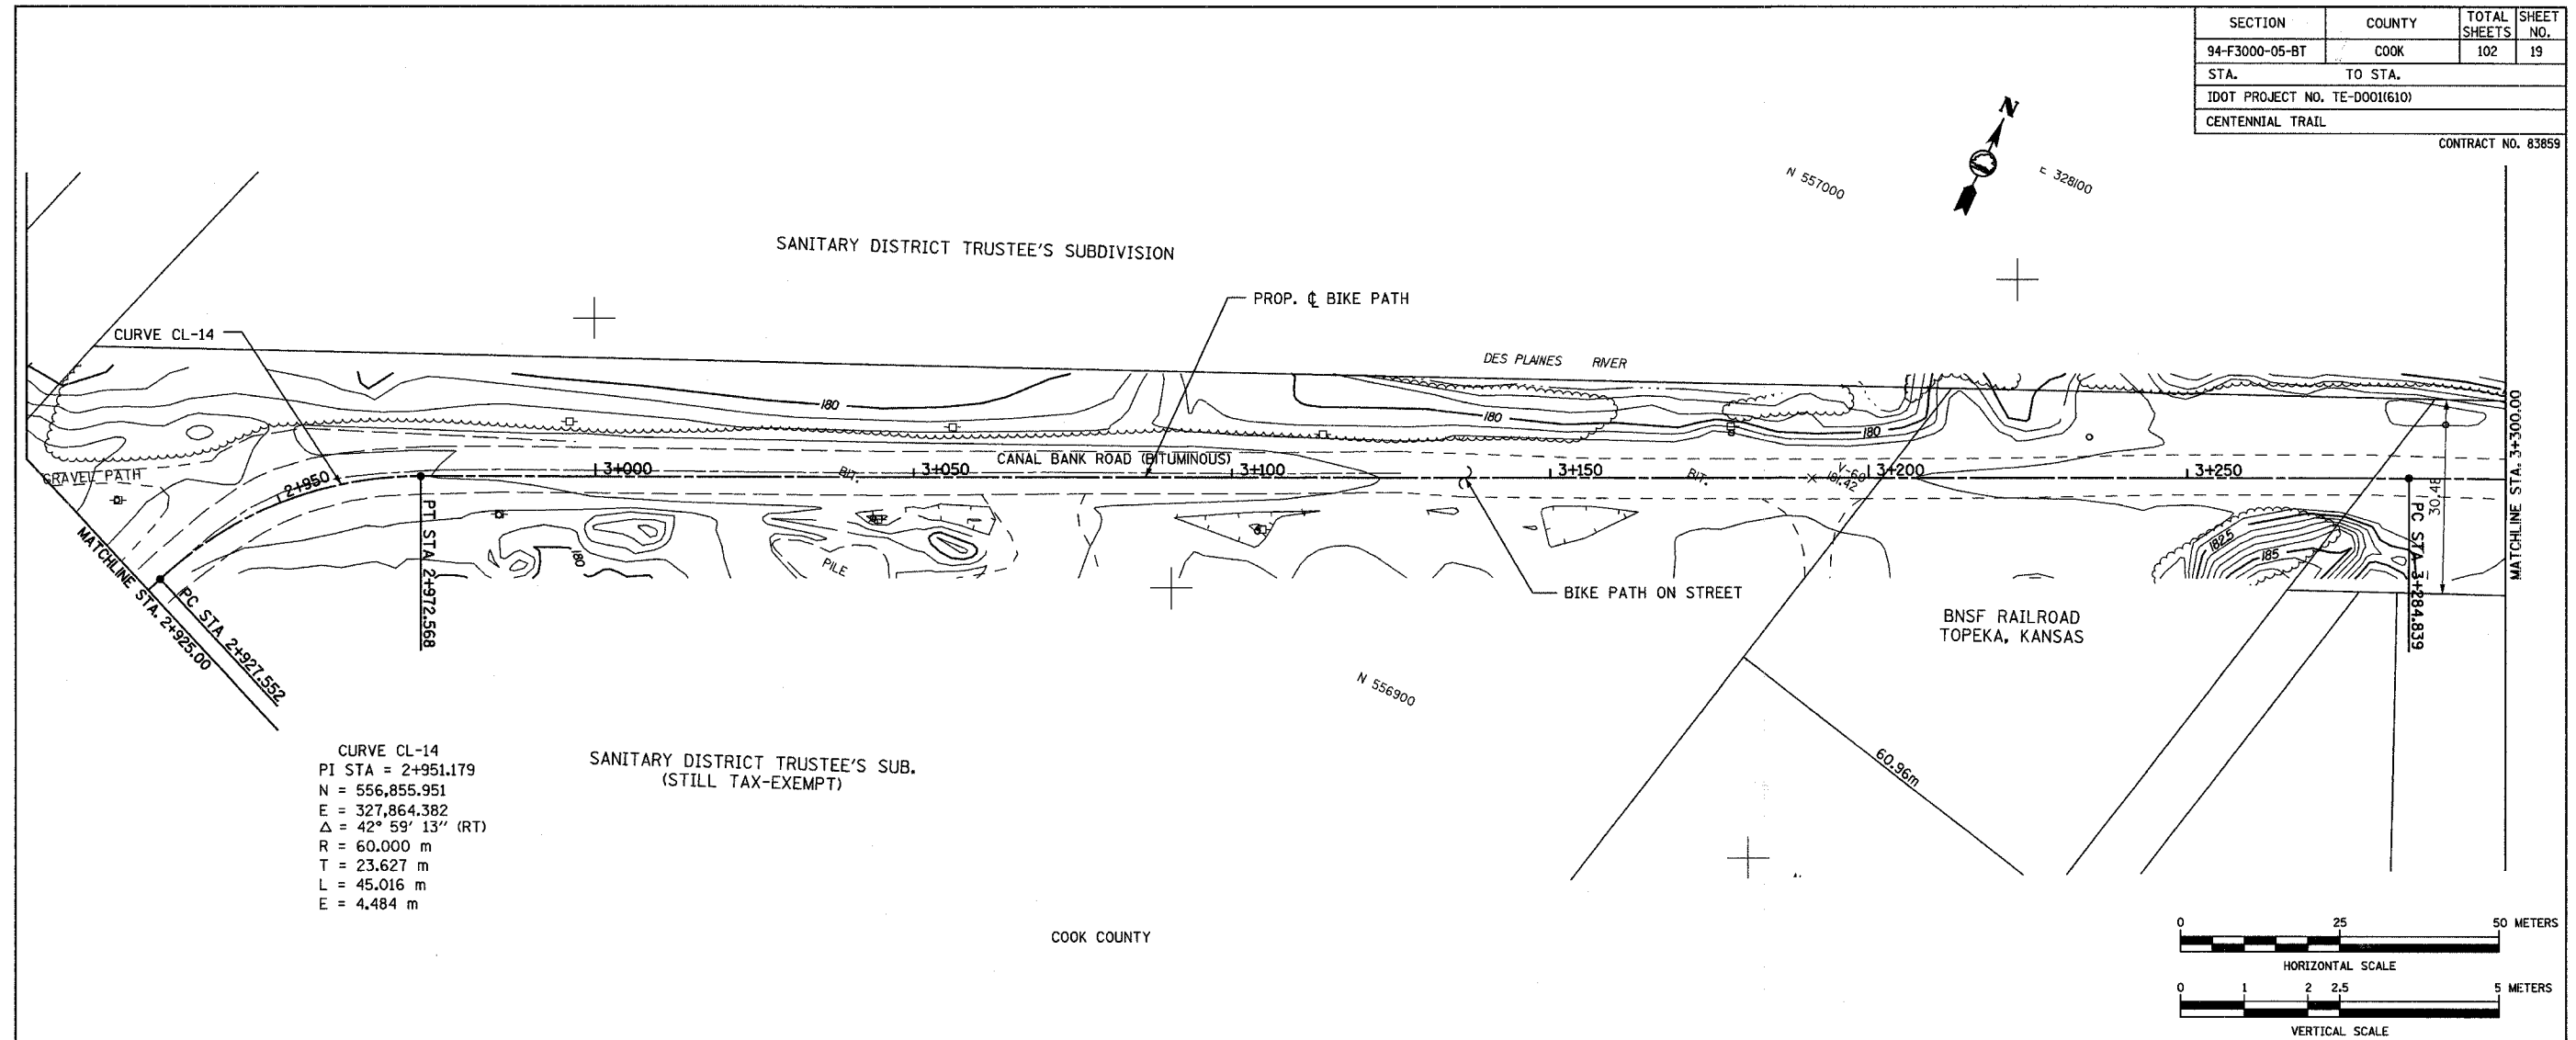 SECTION COUNTY TOTAL SHEETS SHEET NO.
94-F3000-05-BT COOK 102 19
STA. TO STA.
IDOT PROJECT NO. TE-D001(610)
CENTENNIAL TRAIL
CONTRACT NO. 83859
N
N 557000
E 328100
SANITARY DISTRICT TRUSTEE'S SUBDIVISION
PROP. ℄ BIKE PATH
CURVE CL-14
DES PLAINES RIVER
180
180
180
MATCHLINE STA. 3+300.00
GRAVEL PATH
2+950
3+000
BIT.
3+050
CANAL BANK ROAD (BITUMINOUS)
3+100
3+150
BIT.
V-60
181.42
3+200
3+250
30.48
PT STA 2+972.568
PC STA 3+284.839
180
PILE
182.5
185
MATCHLINE STA. 2+925.00
PC STA 2+927.552
BIKE PATH ON STREET
BNSF RAILROAD
TOPEKA, KANSAS
N 556900
60.96m
CURVE CL-14
PI STA = 2+951.179
N = 556,855.951
E = 327,864.382
Δ = 42° 59' 13" (RT)
R = 60.000 m
T = 23.627 m
L = 45.016 m
E = 4.484 m
SANITARY DISTRICT TRUSTEE'S SUB.
(STILL TAX-EXEMPT)
COOK COUNTY
0 25 50 METERS
HORIZONTAL SCALE
0 1 2 2.5 5 METERS
VERTICAL SCALE